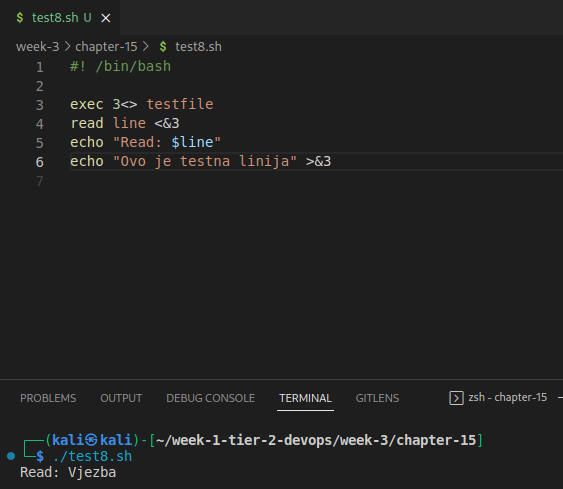 $ test8.sh U ×
week-3 > chapter-15 > $ test8.sh
1 #! /bin/bash
2
3 exec 3<> testfile
4 read line <&3
5 echo "Read: $line"
6 echo "Ovo je testna linija" >&3
7
PROBLEMS OUTPUT DEBUG CONSOLE TERMINAL GITLENS zsh - chapter-15
┌──(kali㉿kali)-[~/week-1-tier-2-devops/week-3/chapter-15]
└─$ ./test8.sh
Read: Vjezba